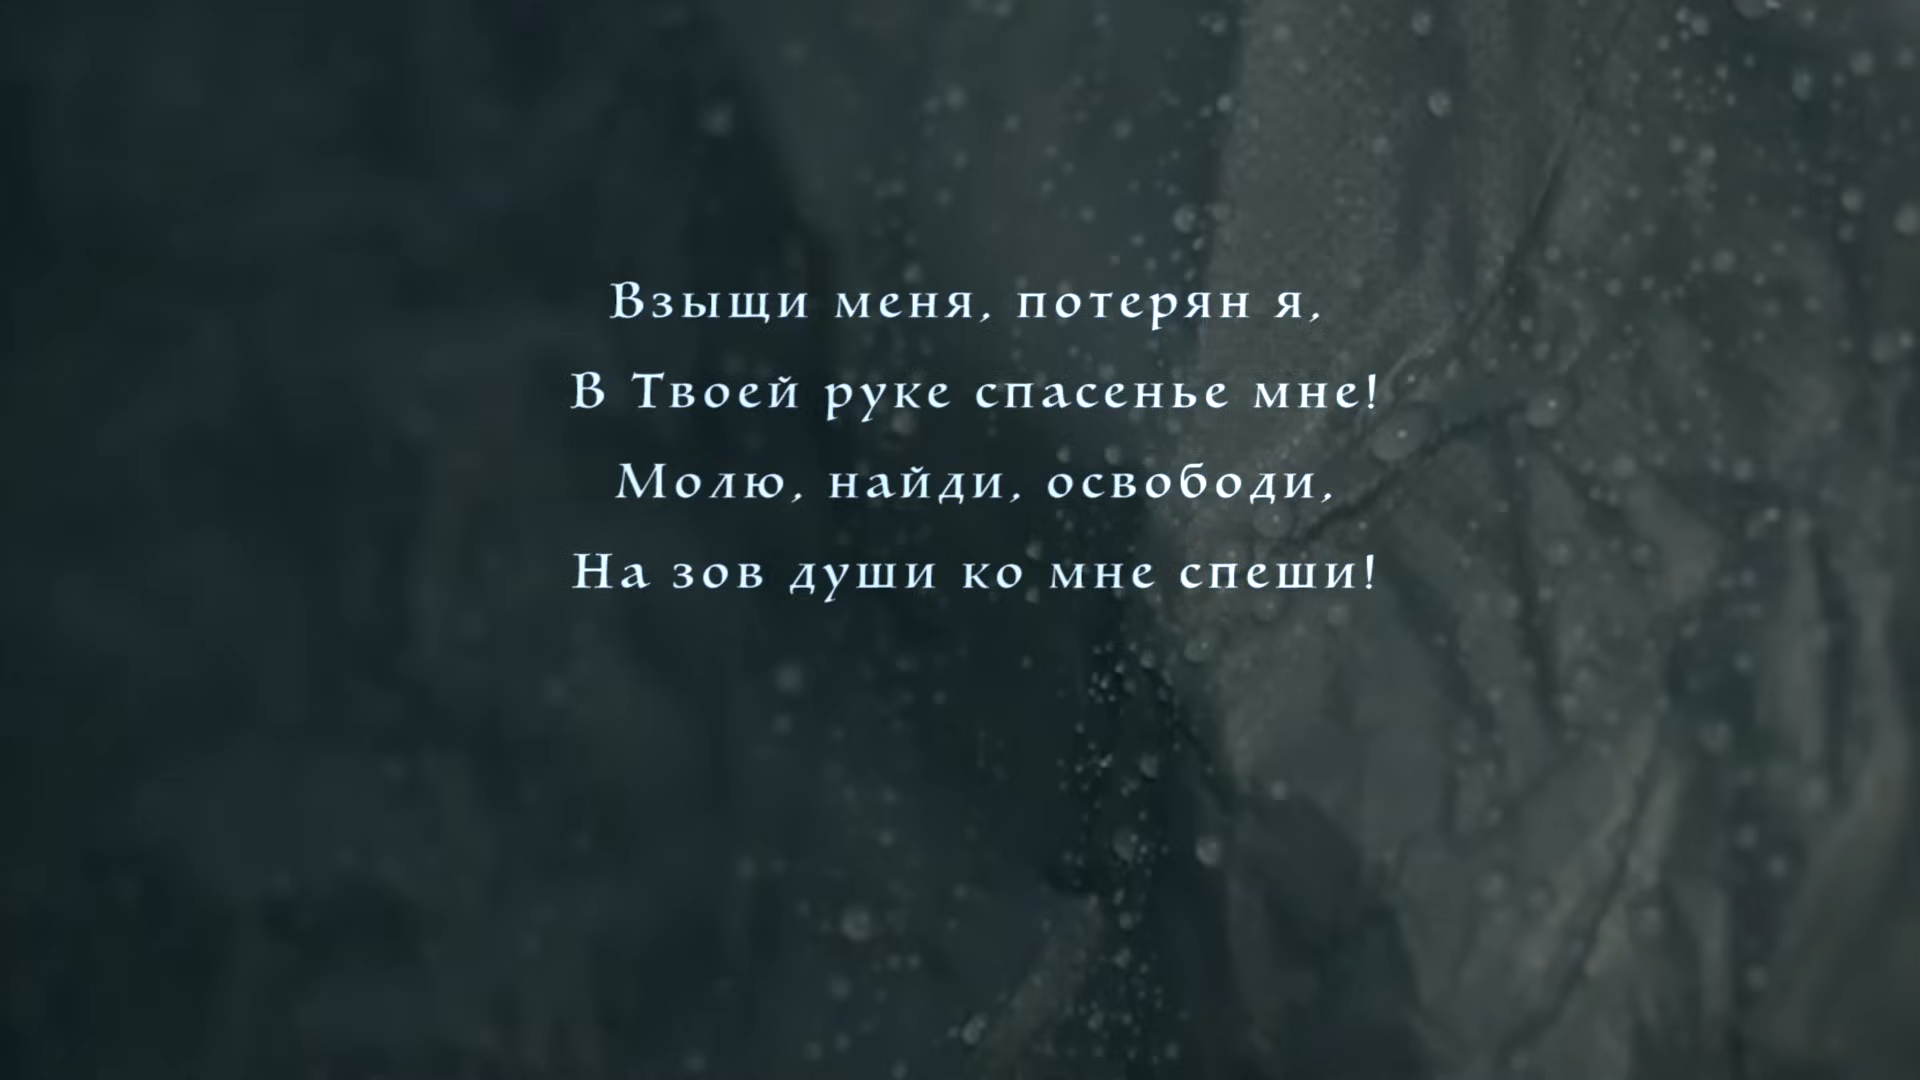 Взыщи меня, потерян я,
В Твоей руке спасенье мне!
Молю, найди, освободи,
На зов души ко мне спеши!